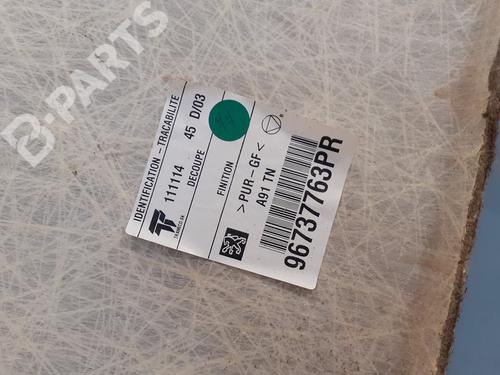 B-PARTS
IDENTIFICATION - TRACABILITE
111114 45 D/03
DECOUPE
FINITION
>PUR-GF<
A91 TN
96737763PR